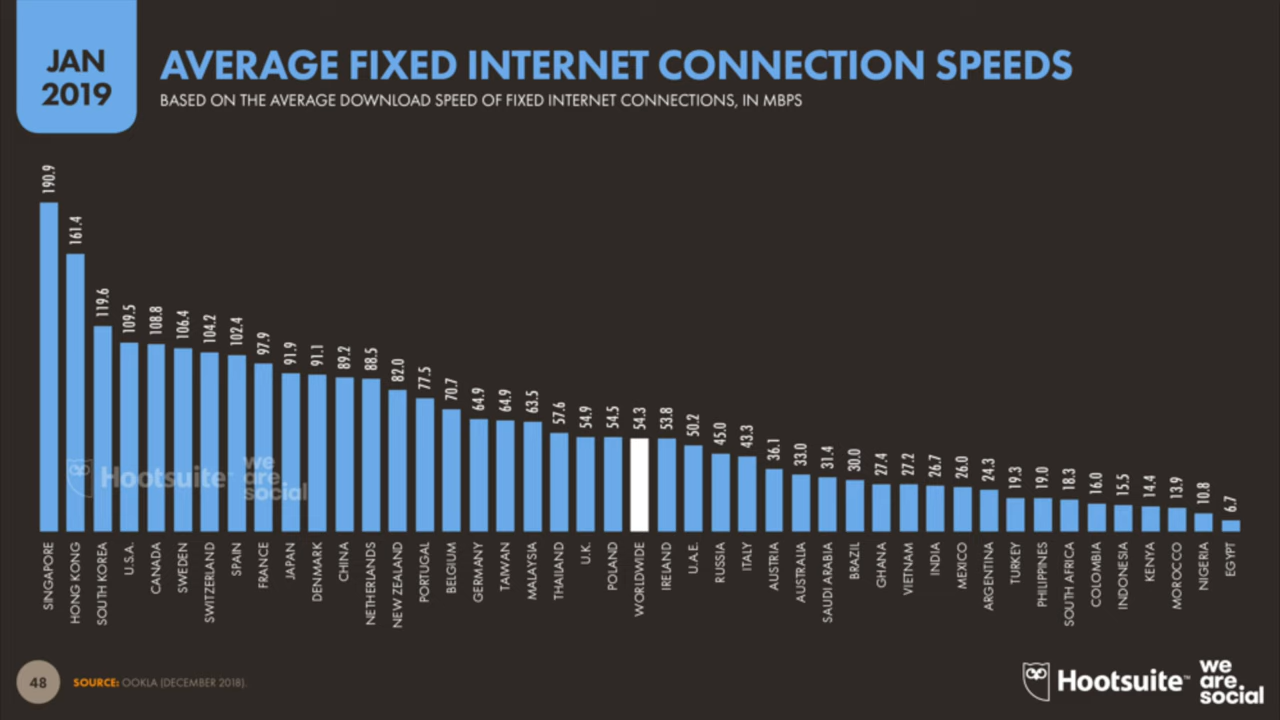 JAN
2019
AVERAGE FIXED INTERNET CONNECTION SPEEDS
BASED ON THE AVERAGE DOWNLOAD SPEED OF FIXED INTERNET CONNECTIONS, IN MBPS
190.9
161.4
119.6
109.5
108.8
106.4
104.2
102.4
97.9
91.9
91.1
89.2
88.5
82.0
77.5
70.7
64.9
64.9
63.5
57.6
54.9
54.5
54.3
53.8
50.2
45.0
43.3
36.1
33.0
31.4
30.0
27.4
27.2
26.7
26.0
24.3
19.3
19.0
18.3
16.0
15.5
14.4
13.9
10.8
6.7
Hootsuite™
we
are
social
SINGAPORE
HONG KONG
SOUTH KOREA
U.S.A.
CANADA
SWEDEN
SWITZERLAND
SPAIN
FRANCE
JAPAN
DENMARK
CHINA
NETHERLANDS
NEW ZEALAND
PORTUGAL
BELGIUM
GERMANY
TAIWAN
MALAYSIA
THAILAND
U.K.
POLAND
WORLDWIDE
IRELAND
U.A.E.
RUSSIA
ITALY
AUSTRIA
AUSTRALIA
SAUDI ARABIA
BRAZIL
GHANA
VIETNAM
INDIA
MEXICO
ARGENTINA
TURKEY
PHILIPPINES
SOUTH AFRICA
COLOMBIA
INDONESIA
KENYA
MOROCCO
NIGERIA
EGYPT
48
SOURCE: OOKLA (DECEMBER 2018).
Hootsuite™
we
are
social